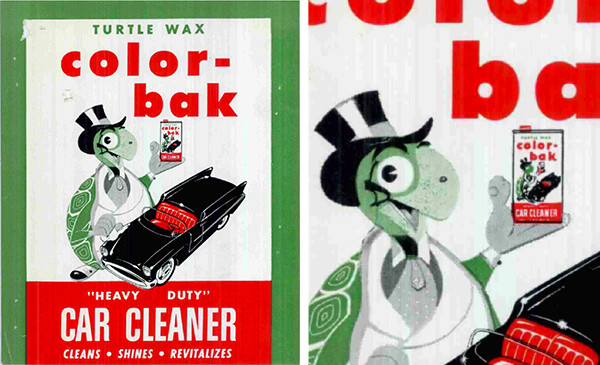 TURTLE WAX
color-
bak
color-
bak
CAR CLEANER
"HEAVY DUTY"
CAR CLEANER
CLEANS • SHINES • REVITALIZES
color-
ba
TURTLE WAX
color-
bak
CAR CLEANER